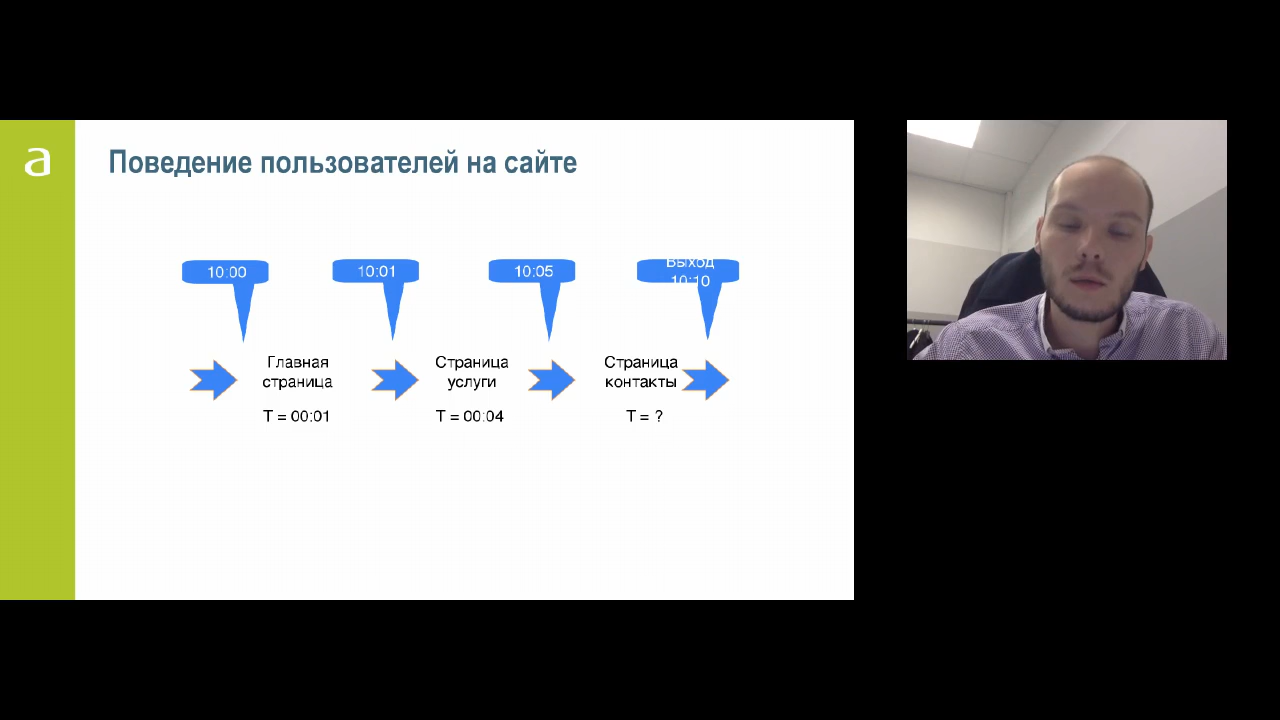 a
Поведение пользователей на сайте
10:00
10:01
10:05
Выход
10:10
Главная
страница
Страница
услуги
Страница
контакты
T = 00:01
T = 00:04
T = ?